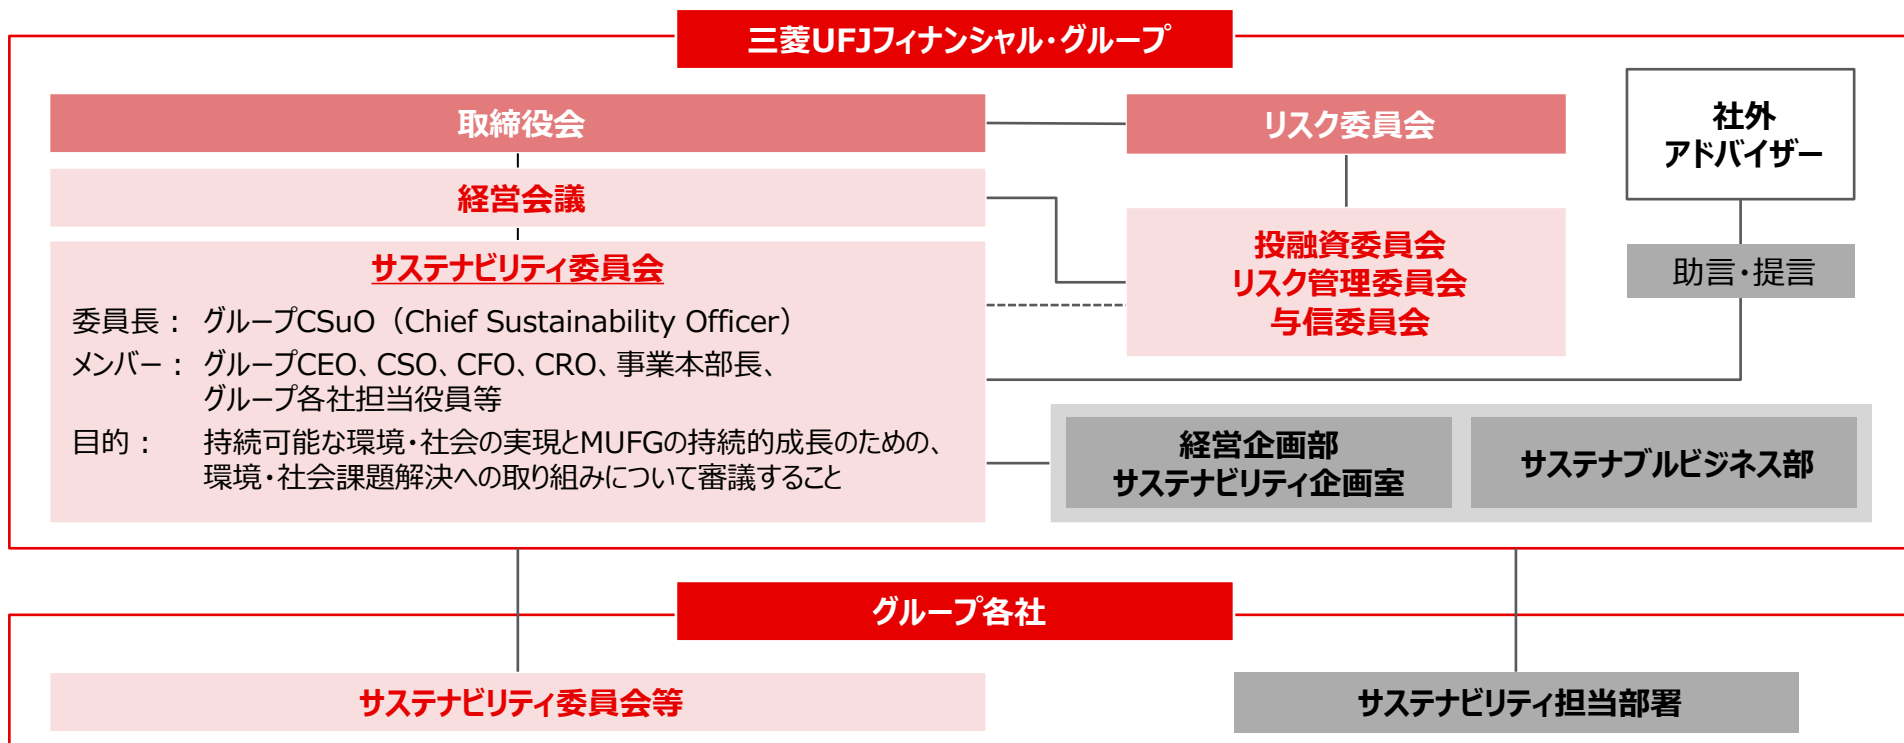 三菱UFJフィナンシャル・グループ
取締役会
リスク委員会
社外
アドバイザー
経営会議
投融資委員会
リスク管理委員会
与信委員会
助言・提言
サステナビリティ委員会
委員長： グループCSuO（Chief Sustainability Officer）
メンバー： グループCEO、CSO、CFO、CRO、事業本部長、
グループ各社担当役員等
目的： 持続可能な環境・社会の実現とMUFGの持続的成長のための、
環境・社会課題解決への取り組みについて審議すること
経営企画部
サステナビリティ企画室
サステナブルビジネス部
グループ各社
サステナビリティ委員会等
サステナビリティ担当部署